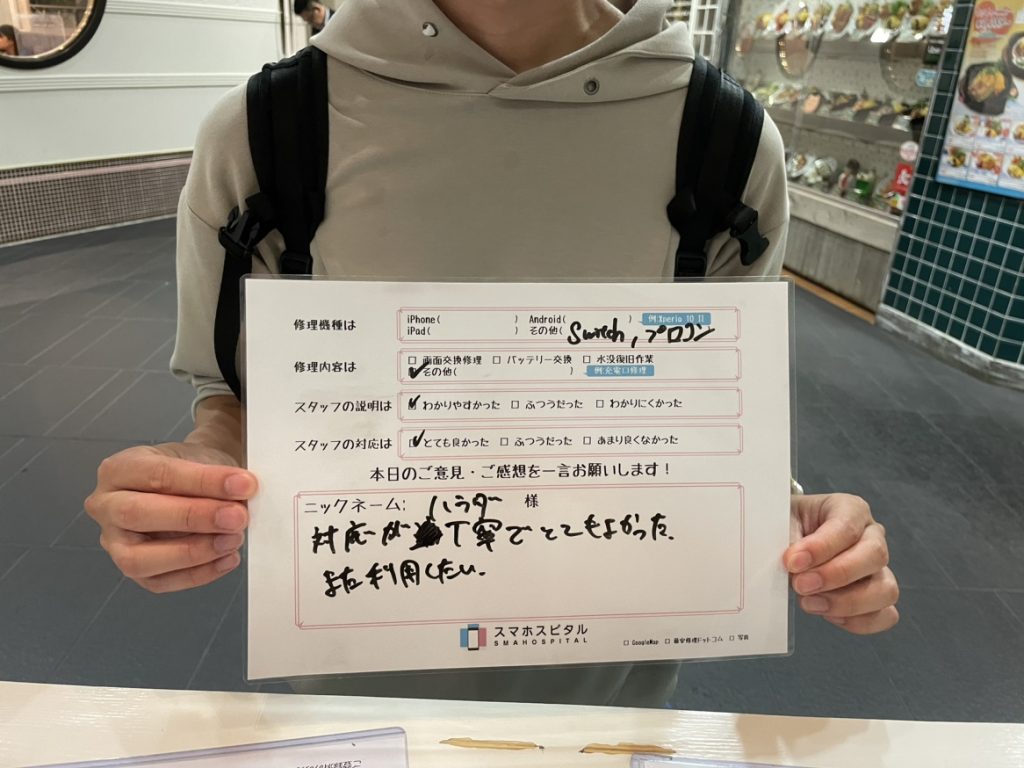 修理機種は
iPhone( ) Android( ) 例:Xperia 10 II
iPad( ) その他( Switch, プロコン
修理内容は
□ 画面交換修理 □ バッテリー交換 □ 水没復旧作業
✓ その他( ) 例:充電口修理
スタッフの説明は
✓ わかりやすかった □ ふつうだった □ わかりにくかった
スタッフの対応は
✓ とても良かった □ ふつうだった □ あまり良くなかった
本日のご意見・ご感想を一言お願いします!
ニックネーム: ハラダー 様
対応が丁寧でとてもよかった。
また利用したい。
スマホスピタル
SMAHOSPITAL
□ GoogleMap □ 最安修理ドットコム □ 写真